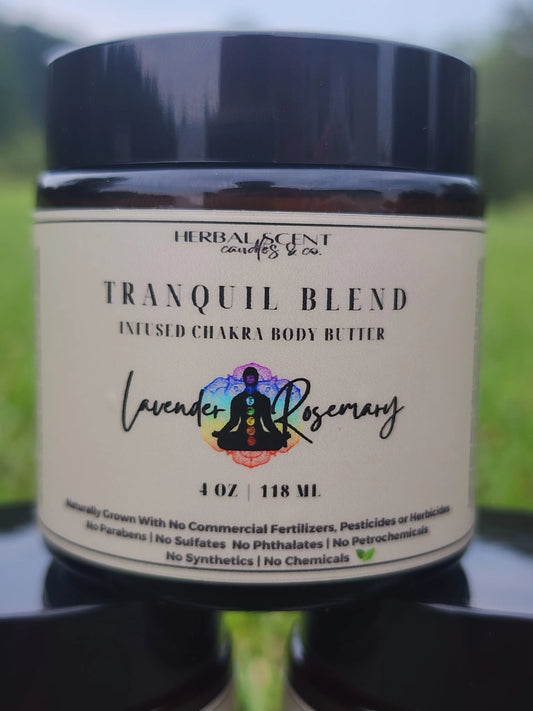 HERBAL SCENT
candles & co.
TRANQUIL BLEND
INFUSED CHAKRA BODY BUTTER
Lavender Rosemary
4 OZ | 118 ML
Naturally Grown With No Commercial Fertilizers, Pesticides or Herbicides
No Parabens | No Sulfates No Phthalates | No Petrochemicals
No Synthetics | No Chemicals